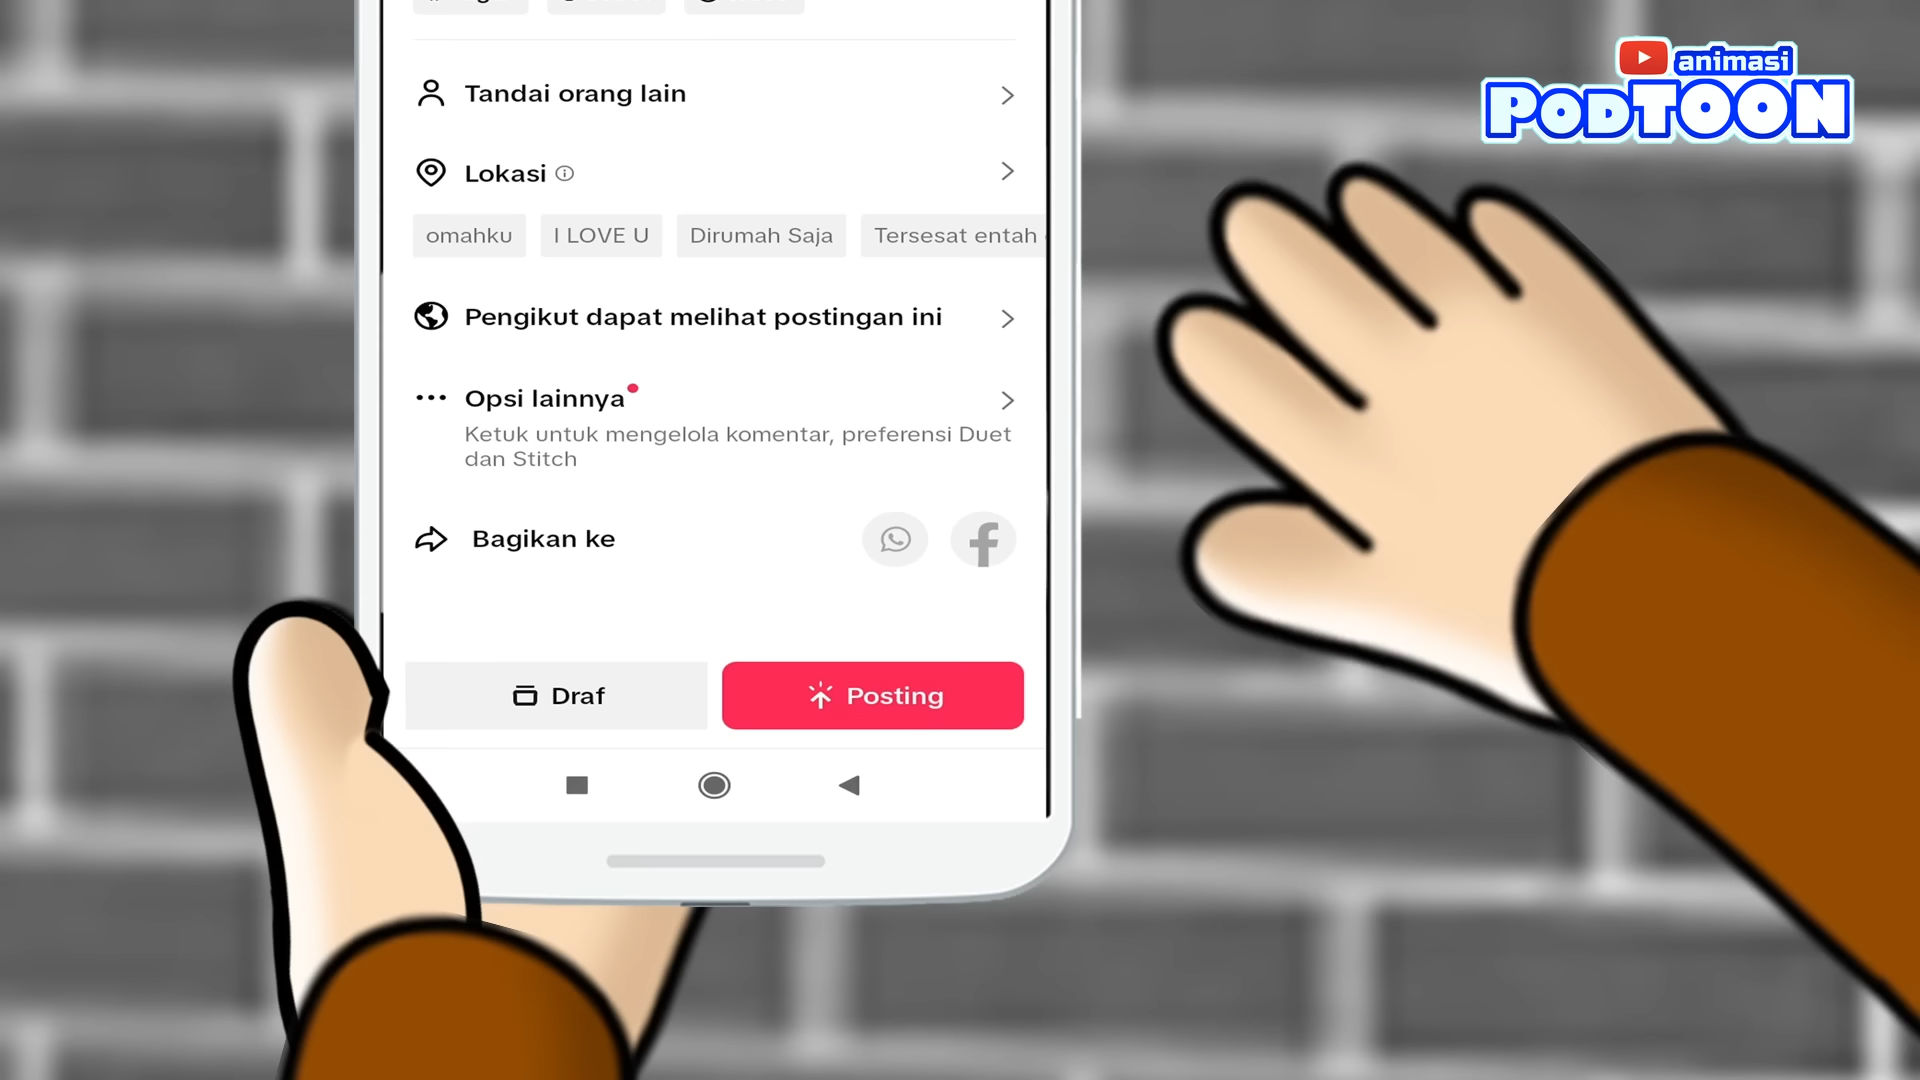 animasi
PODTOON
Tandai orang lain
Lokasi
omahku
I LOVE U
Dirumah Saja
Tersesat entah
Pengikut dapat melihat postingan ini
Opsi lainnya
Ketuk untuk mengelola komentar, preferensi Duet
dan Stitch
Bagikan ke
Draf
Posting